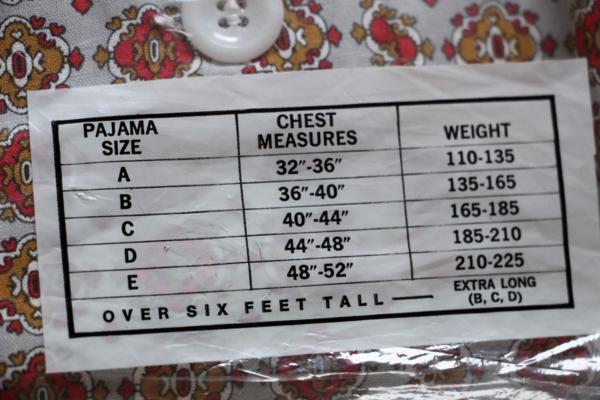 PAJAMA SIZE CHEST MEASURES WEIGHT
A 32"-36" 110-135
B 36"-40" 135-165
C 40"-44" 165-185
D 44"-48" 185-210
E 48"-52" 210-225
OVER SIX FEET TALL — EXTRA LONG (B, C, D)